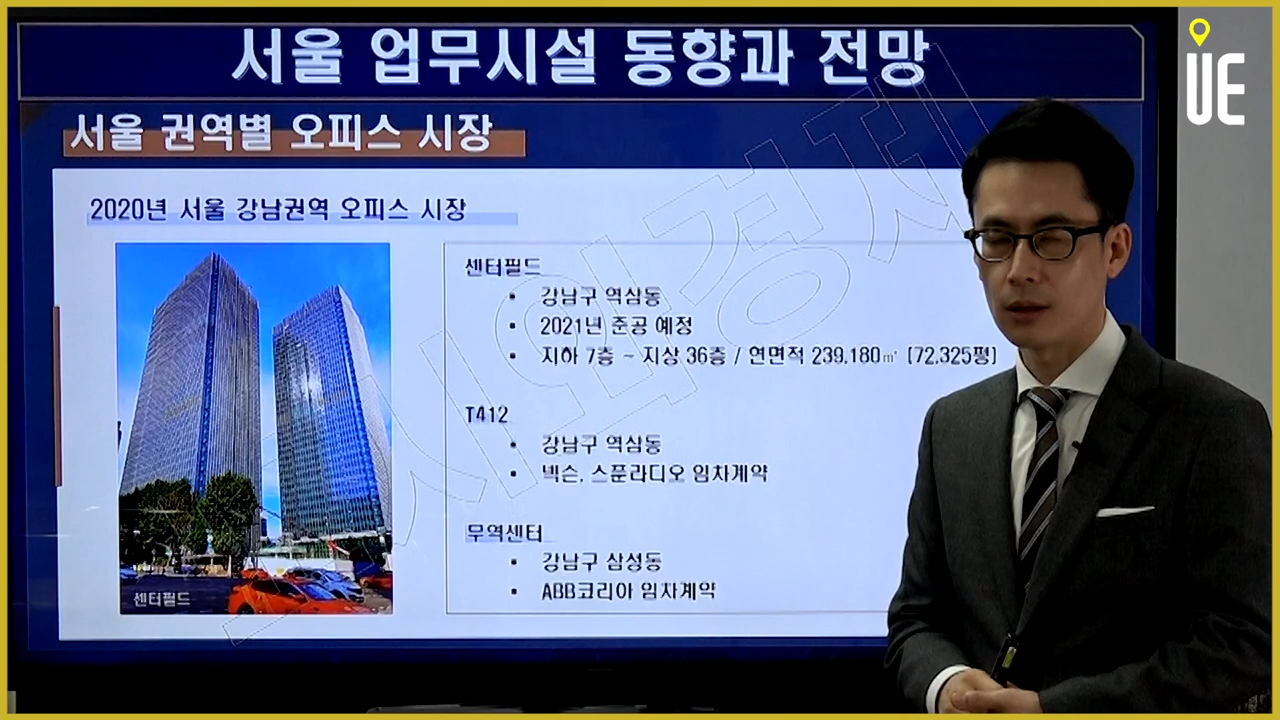 서울 업무시설 동향과 전망
UE
서울 권역별 오피스 시장
2020년 서울 강남권역 오피스 시장
센터필드
• 강남구 역삼동
• 2021년 준공 예정
• 지하 7층 ~ 지상 36층 / 연면적 239,180㎡ (72,325평)
T412
• 강남구 역삼동
• 넥슨, 스푼라디오 임차계약
무역센터
• 강남구 삼성동
• ABB코리아 임차계약
센터필드